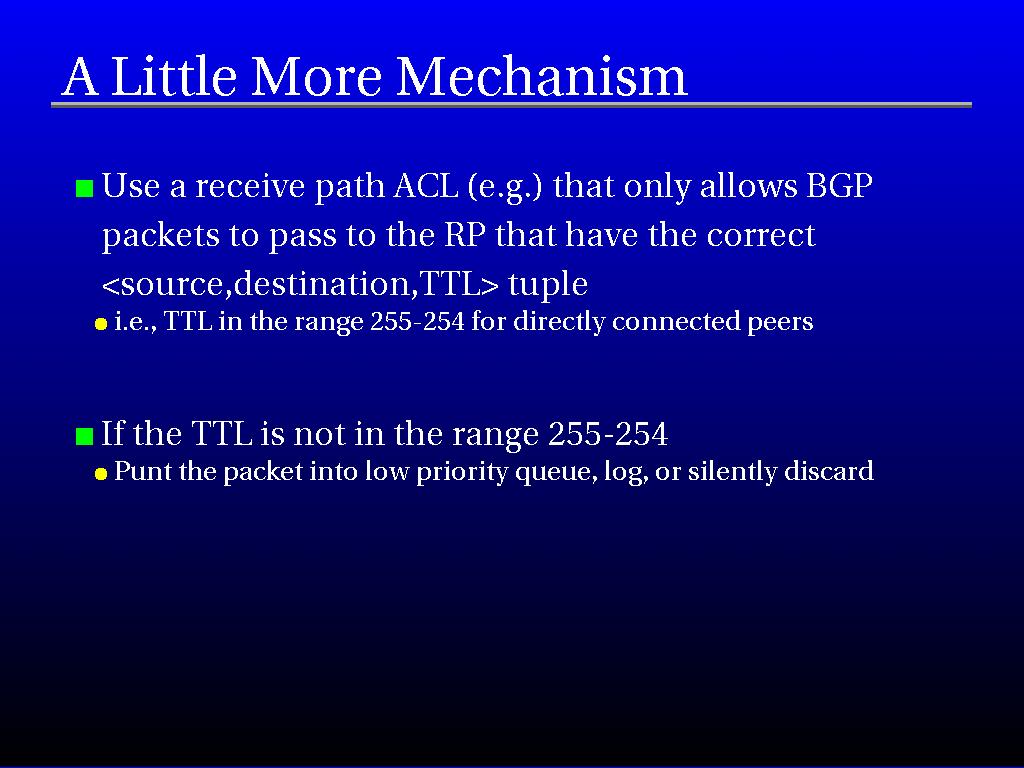 A Little More Mechanism
Use a receive path ACL (e.g.) that only allows BGP
packets to pass to the RP that have the correct
<source,destination,TTL> tuple
i.e., TTL in the range 255-254 for directly connected peers
If the TTL is not in the range 255-254
Punt the packet into low priority queue, log, or silently discard